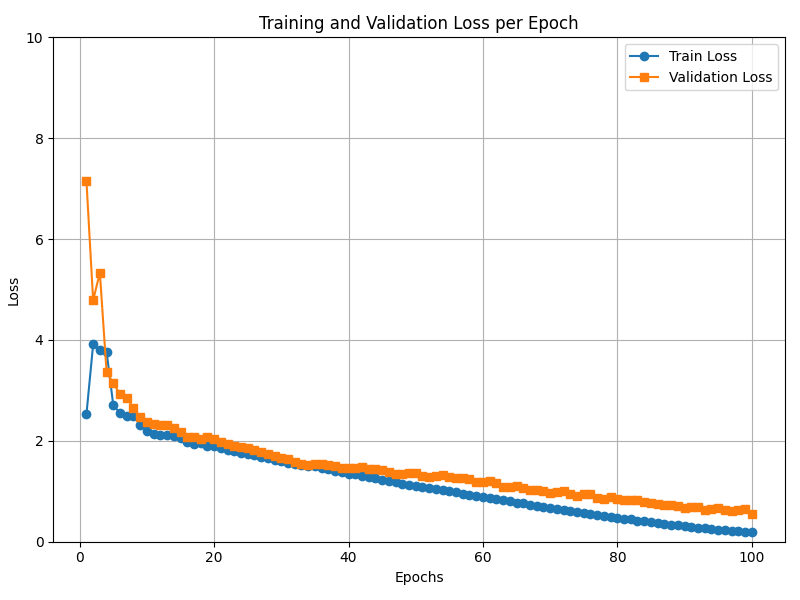 Training and Validation Loss per Epoch
Train Loss
Validation Loss
Loss
10
8
6
4
2
0
0 20 40 60 80 100
Epochs